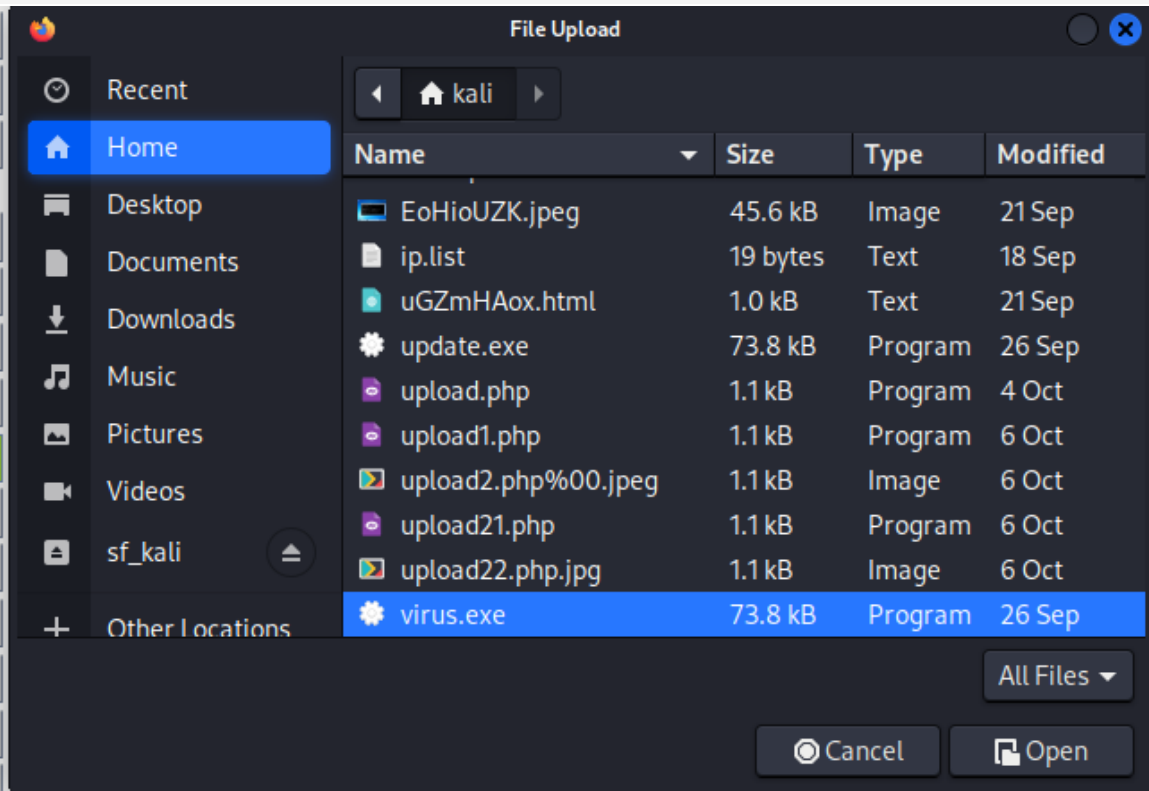 File Upload
Recent
Home
Desktop
Documents
Downloads
Music
Pictures
Videos
sf_kali
Other Locations
kali
Name Size Type Modified
EoHioUZK.jpeg 45.6 kB Image 21 Sep
ip.list 19 bytes Text 18 Sep
uGZmHAox.html 1.0 kB Text 21 Sep
update.exe 73.8 kB Program 26 Sep
upload.php 1.1 kB Program 4 Oct
upload1.php 1.1 kB Program 6 Oct
upload2.php%00.jpeg 1.1 kB Image 6 Oct
upload21.php 1.1 kB Program 6 Oct
upload22.php.jpg 1.1 kB Image 6 Oct
virus.exe 73.8 kB Program 26 Sep
All Files
Cancel Open